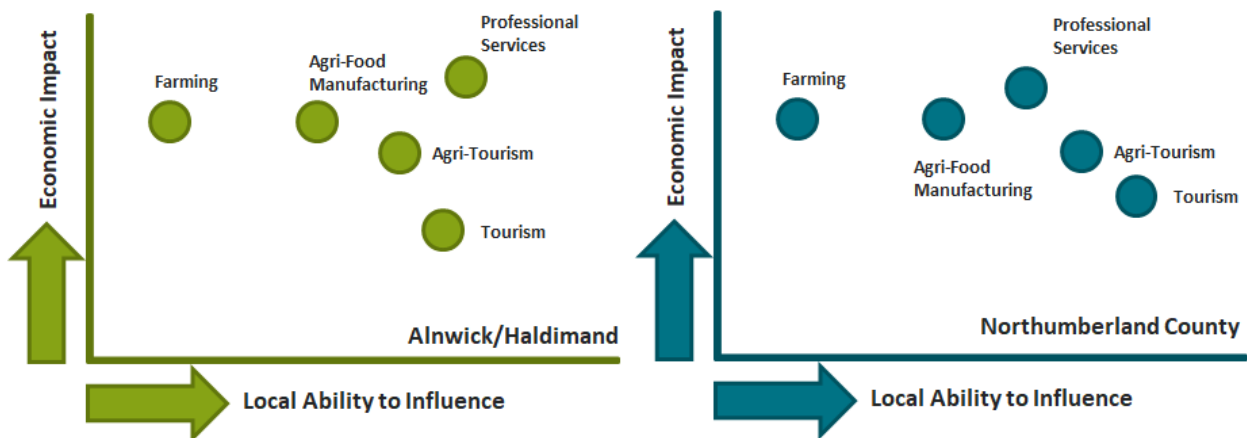 Economic Impact
Professional
Services
Agri-Food
Manufacturing
Farming
Agri-Tourism
Tourism
Alnwick/Haldimand
Local Ability to Influence
Economic Impact
Professional
Services
Farming
Agri-Tourism
Agri-Food
Manufacturing
Tourism
Northumberland County
Local Ability to Influence